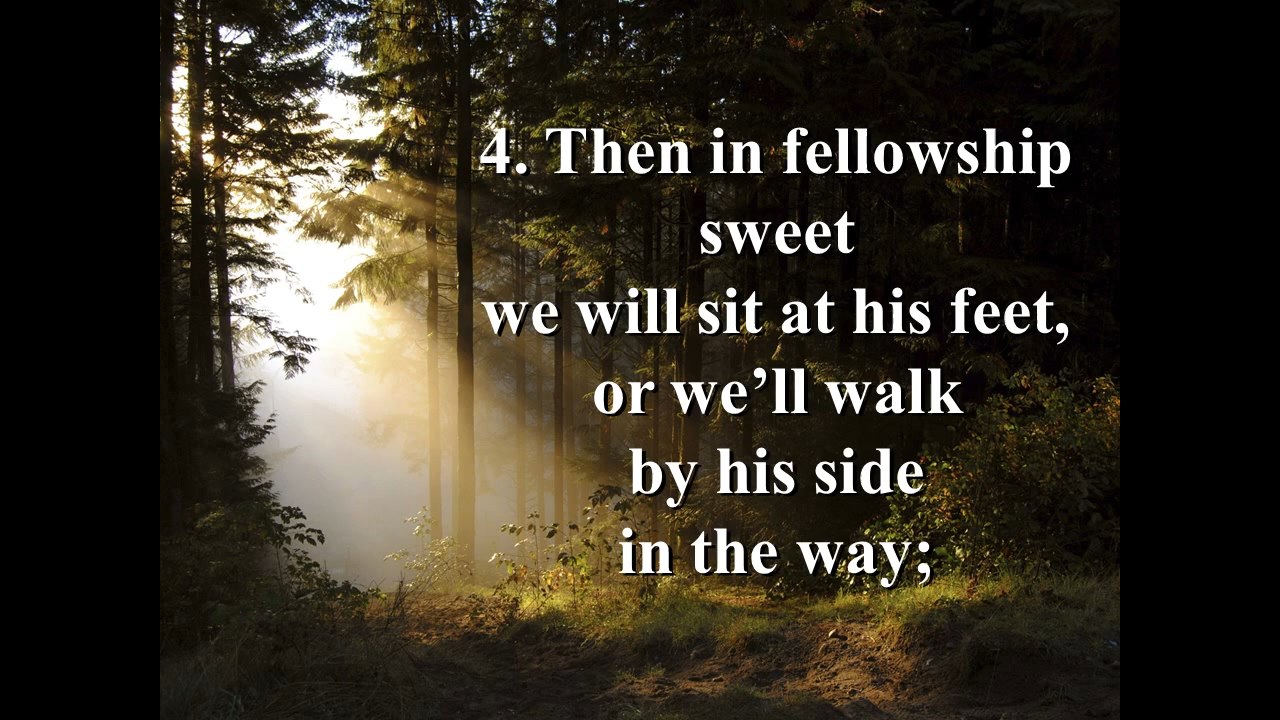 4. Then in fellowship
sweet
we will sit at his feet,
or we’ll walk
by his side
in the way;